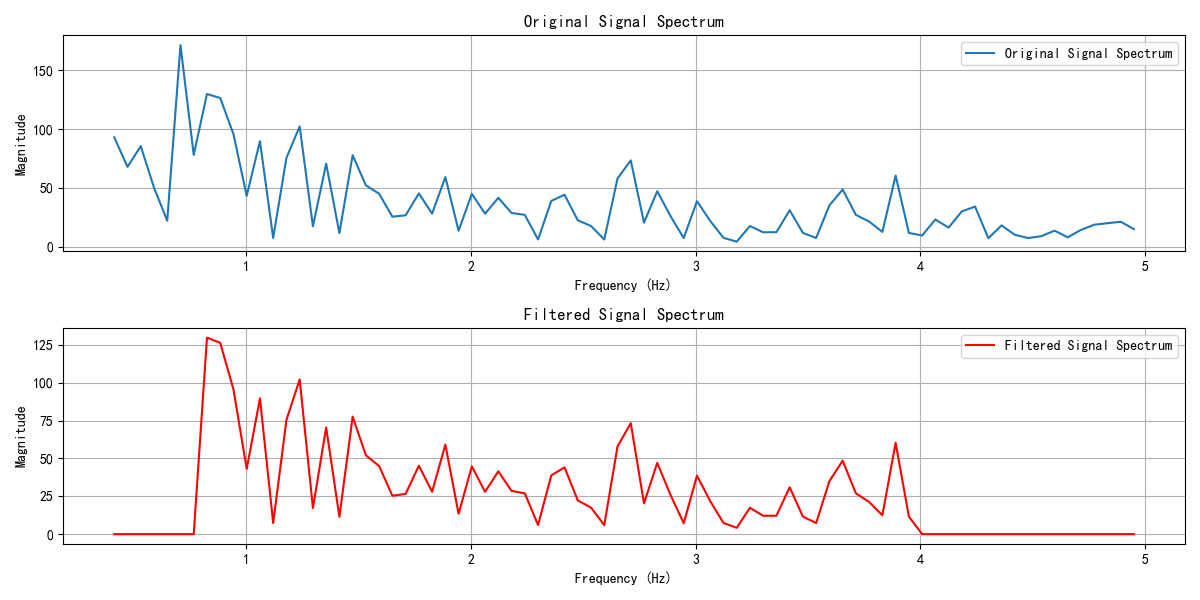 Original Signal Spectrum
Original Signal Spectrum
Magnitude
150
100
50
0
1 2 3 4 5
Frequency (Hz)
Filtered Signal Spectrum
Filtered Signal Spectrum
Magnitude
125
100
75
50
25
0
1 2 3 4 5
Frequency (Hz)